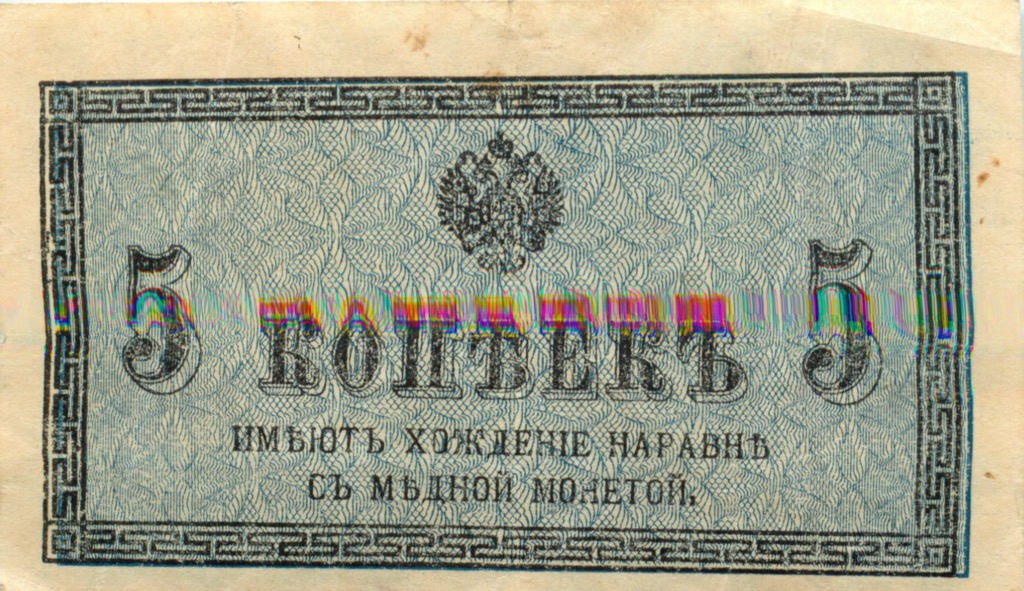 5 КОПѢЕКЪ 5
ИМѢЮТЪ ХОЖДЕНІЕ НАРАВНѢ
СЪ МѢДНОЙ МОНЕТОЙ.